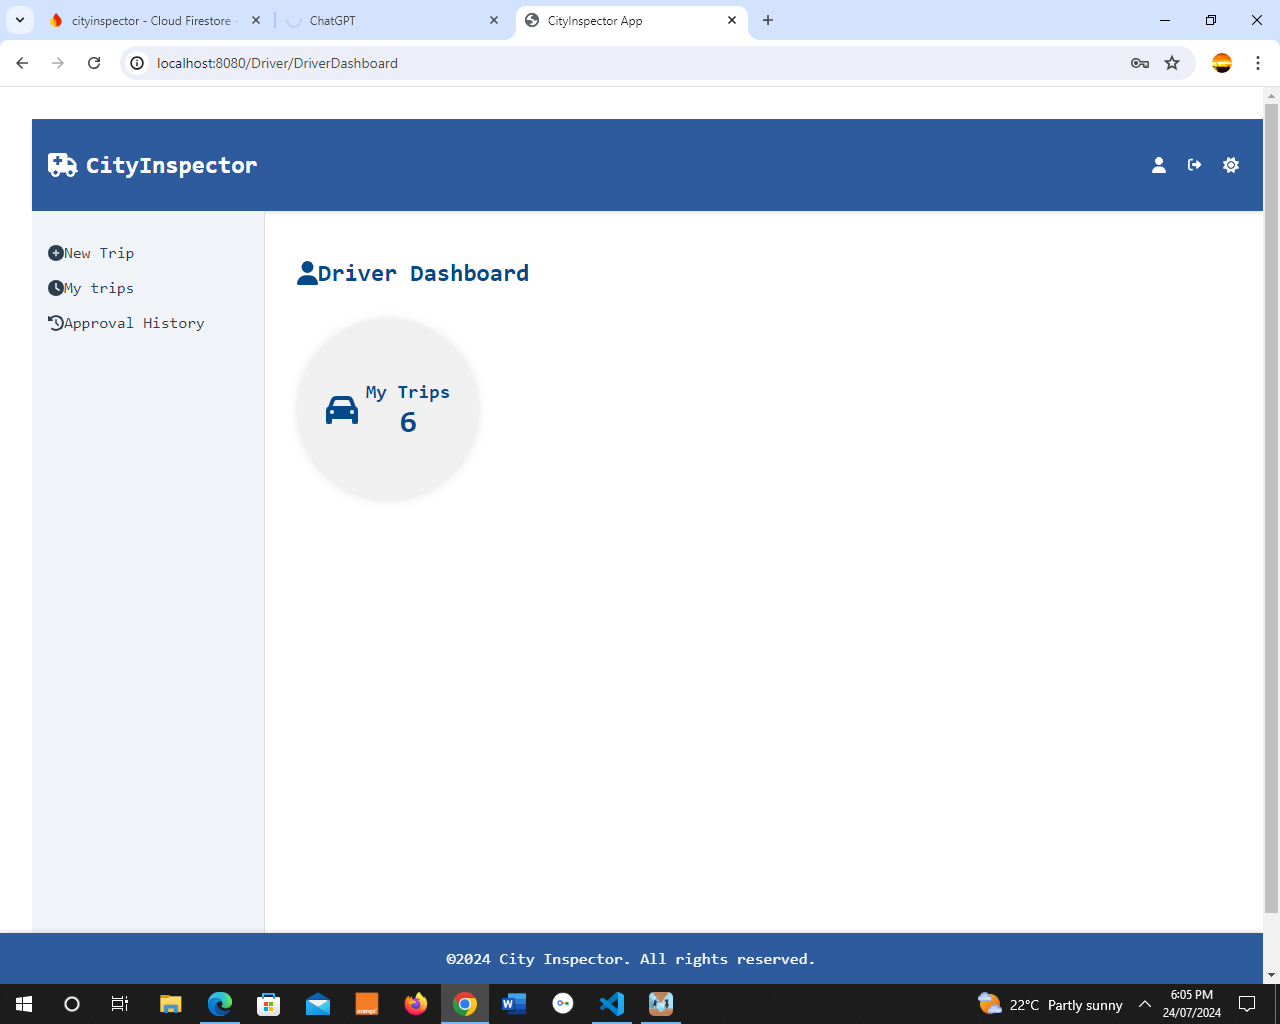 cityinspector - Cloud Firestore -
ChatGPT
CityInspector App
localhost:8080/Driver/DriverDashboard
CityInspector
New Trip
My trips
Approval History
Driver Dashboard
My Trips
6
©2024 City Inspector. All rights reserved.
orange
22°C Partly sunny
6:05 PM
24/07/2024